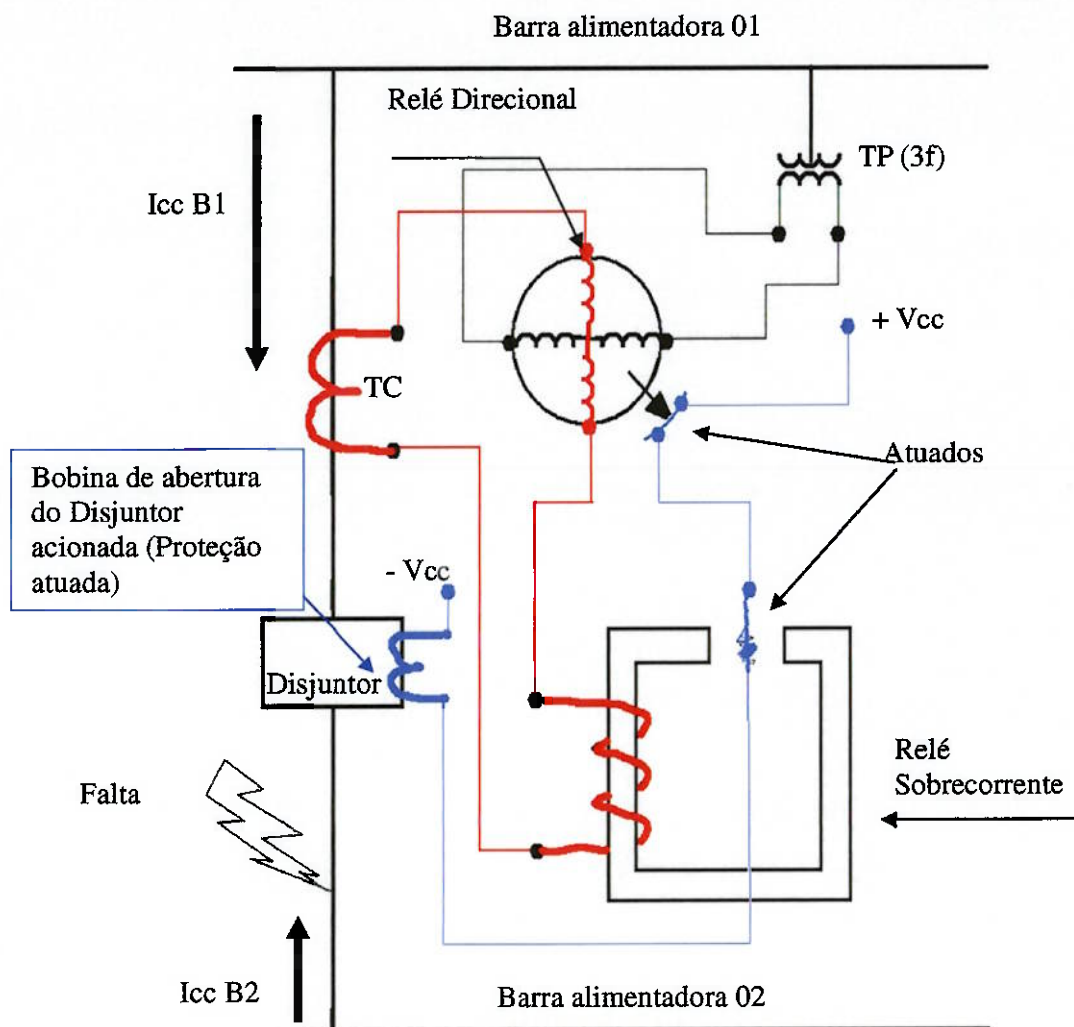 Barra alimentadora 01
Relé Direcional
TP (3f)
Icc B1
+ Vcc
TC
Atuados
Bobina de abertura
do Disjuntor
acionada (Proteção
atuada)
- Vcc
Disjuntor
Relé
Sobrecorrente
Falta
Icc B2
Barra alimentadora 02